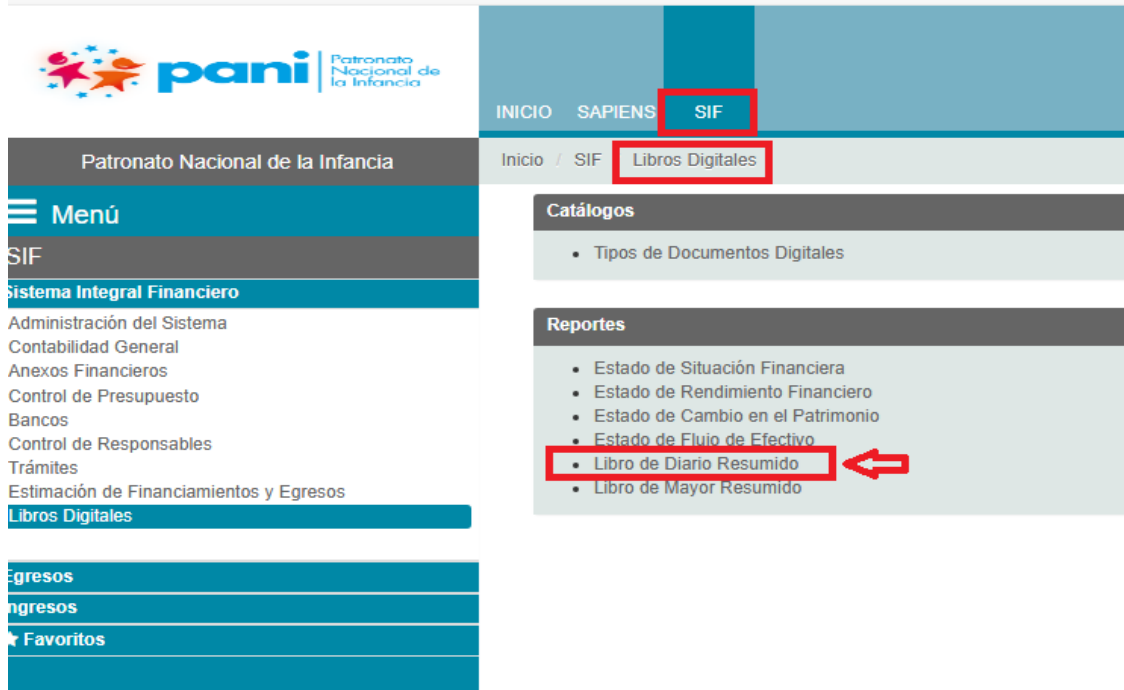 pani
Patronato
Nacional de
la Infancia
INICIO SAPIENS SIF
Patronato Nacional de la Infancia
Inicio / SIF Libros Digitales
Menú
SIF
Sistema Integral Financiero
Administración del Sistema
Contabilidad General
Anexos Financieros
Control de Presupuesto
Bancos
Control de Responsables
Trámites
Estimación de Financiamientos y Egresos
Libros Digitales
Egresos
Ingresos
Favoritos
Catálogos
Tipos de Documentos Digitales
Reportes
Estado de Situación Financiera
Estado de Rendimiento Financiero
Estado de Cambio en el Patrimonio
Estado de Flujo de Efectivo
Libro de Diario Resumido
Libro de Mayor Resumido